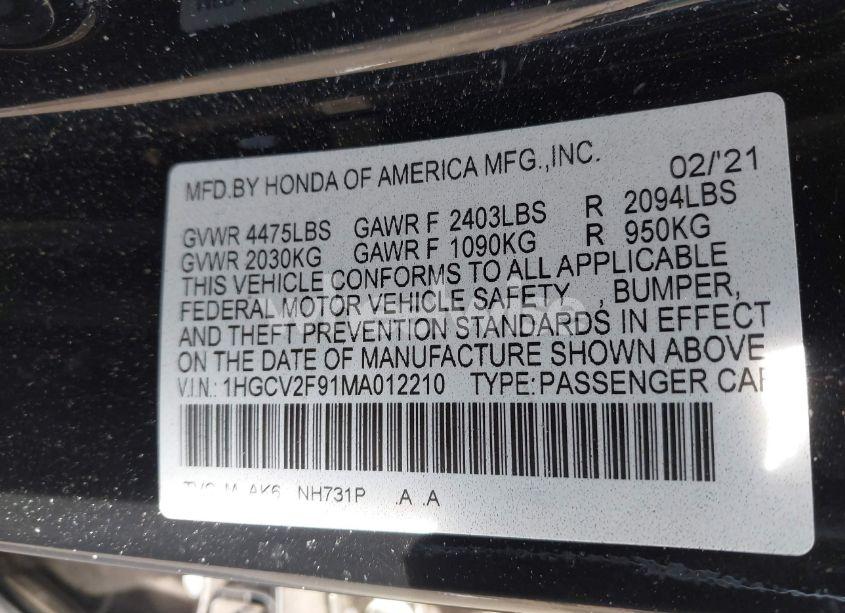 MFD.BY HONDA OF AMERICA MFG.,INC. 02/'21
GVWR 4475LBS GAWR F 2403LBS R 2094LBS
GVWR 2030KG GAWR F 1090KG R 950KG
THIS VEHICLE CONFORMS TO ALL APPLICABLE
FEDERAL MOTOR VEHICLE SAFETY , BUMPER,
AND THEFT PREVENTION STANDARDS IN EFFECT
ON THE DATE OF MANUFACTURE SHOWN ABOVE
V.I.N.: 1HGCV2F91MA012210 TYPE:PASSENGER CAR
AK6 NH731P .A .A